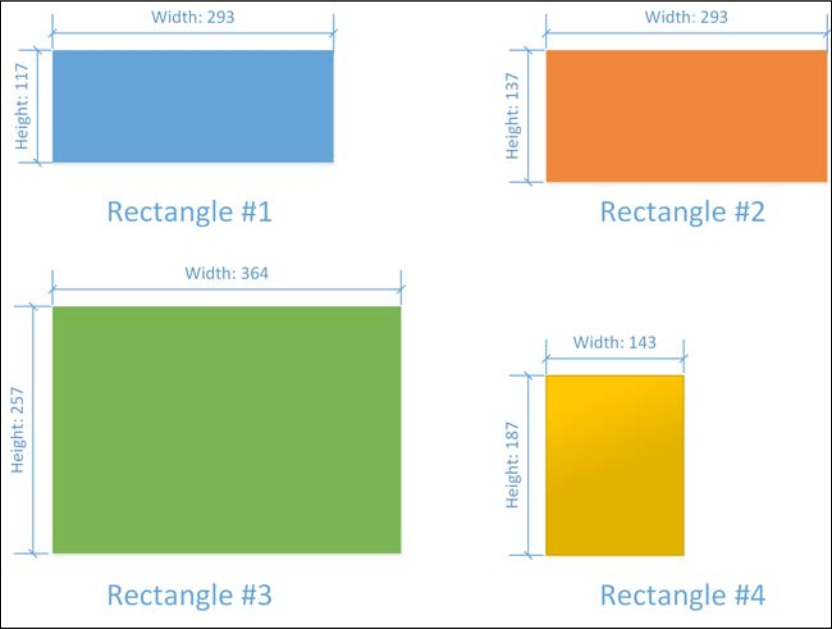 Width: 293
Height: 117
Rectangle #1
Width: 293
Height: 137
Rectangle #2
Width: 364
Height: 257
Rectangle #3
Width: 143
Height: 187
Rectangle #4